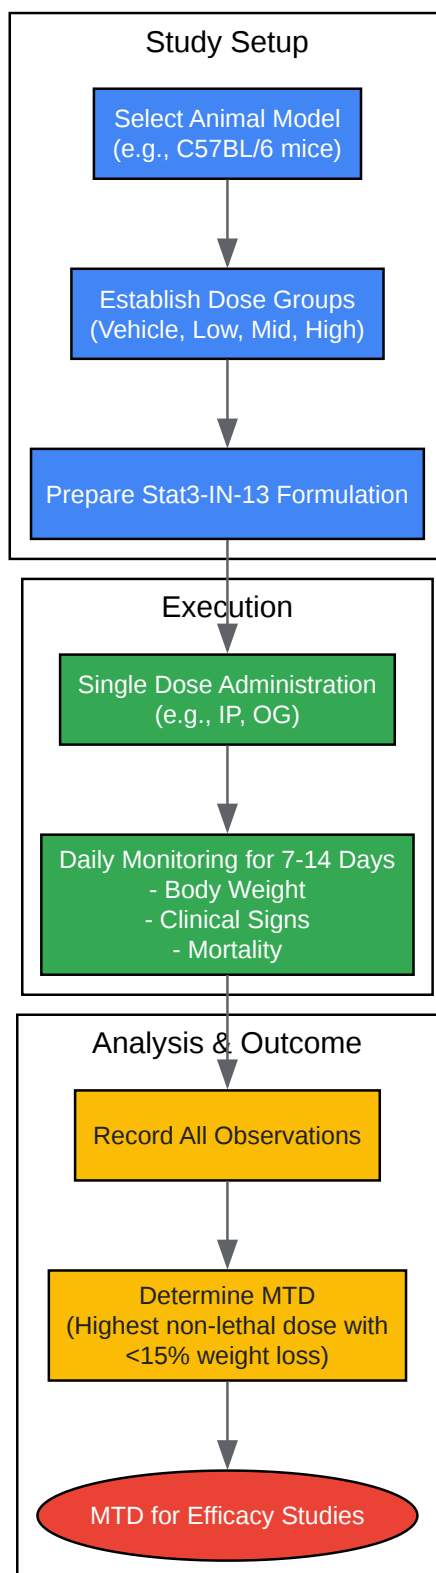 Study Setup
Select Animal Model
(e.g., C57BL/6 mice)
Establish Dose Groups
(Vehicle, Low, Mid, High)
Prepare Stat3-IN-13 Formulation
Execution
Single Dose Administration
(e.g., IP, OG)
Daily Monitoring for 7-14 Days
- Body Weight
- Clinical Signs
- Mortality
Analysis & Outcome
Record All Observations
Determine MTD
(Highest non-lethal dose with
<15% weight loss)
MTD for Efficacy Studies